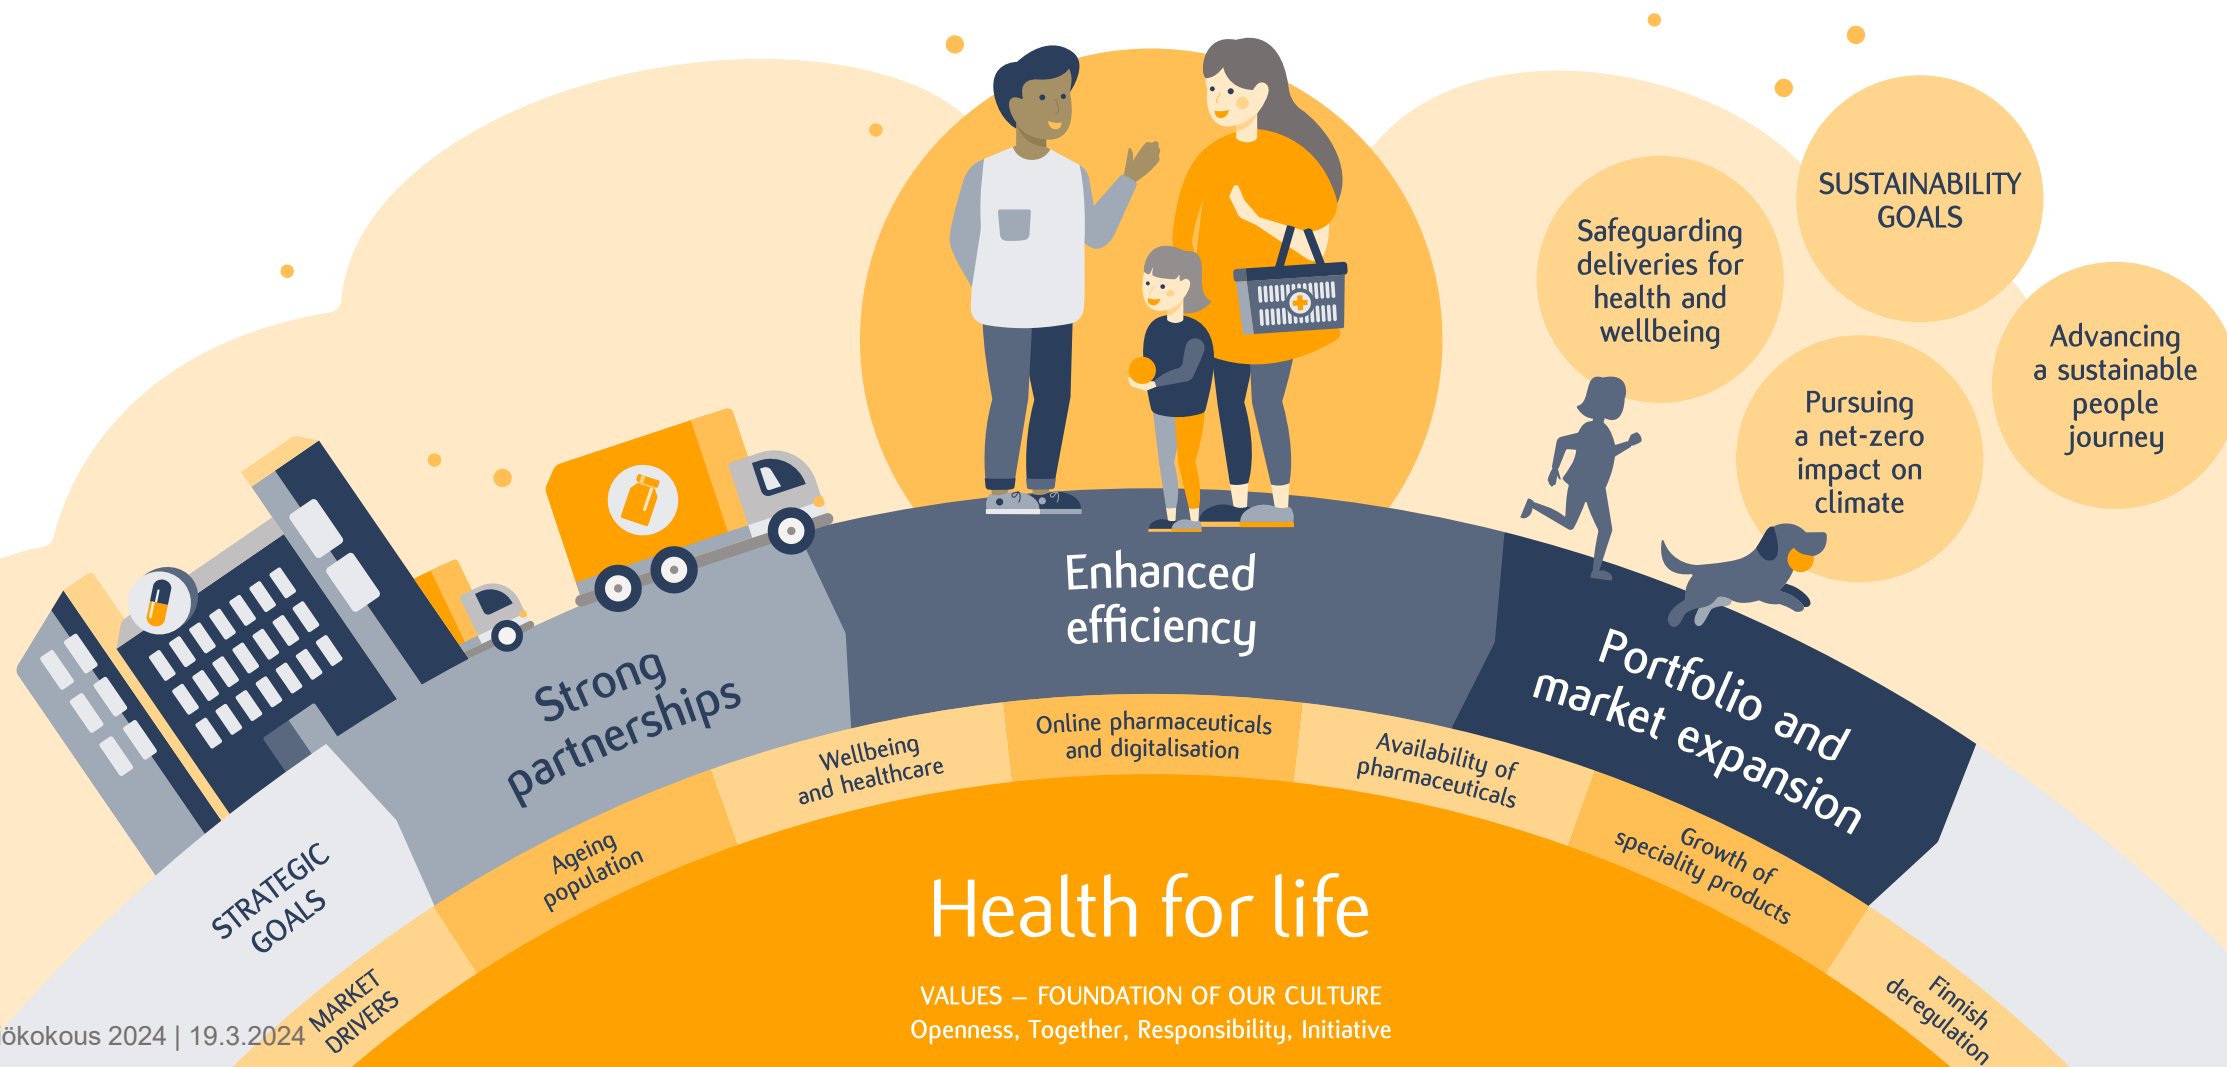 SUSTAINABILITY
GOALS
Safeguarding
deliveries for
health and
wellbeing
Pursuing
a net-zero
impact on
climate
Advancing
a sustainable
people
journey
STRATEGIC
GOALS
Strong
partnerships
Enhanced
efficiency
Portfolio and
market expansion
MARKET
DRIVERS
Ageing
population
Wellbeing
and healthcare
Online pharmaceuticals
and digitalisation
Availability of
pharmaceuticals
Growth of
speciality products
Finnish
deregulation
Health for life
VALUES – FOUNDATION OF OUR CULTURE
Openness, Together, Responsibility, Initiative
2024 | 19.3.2024